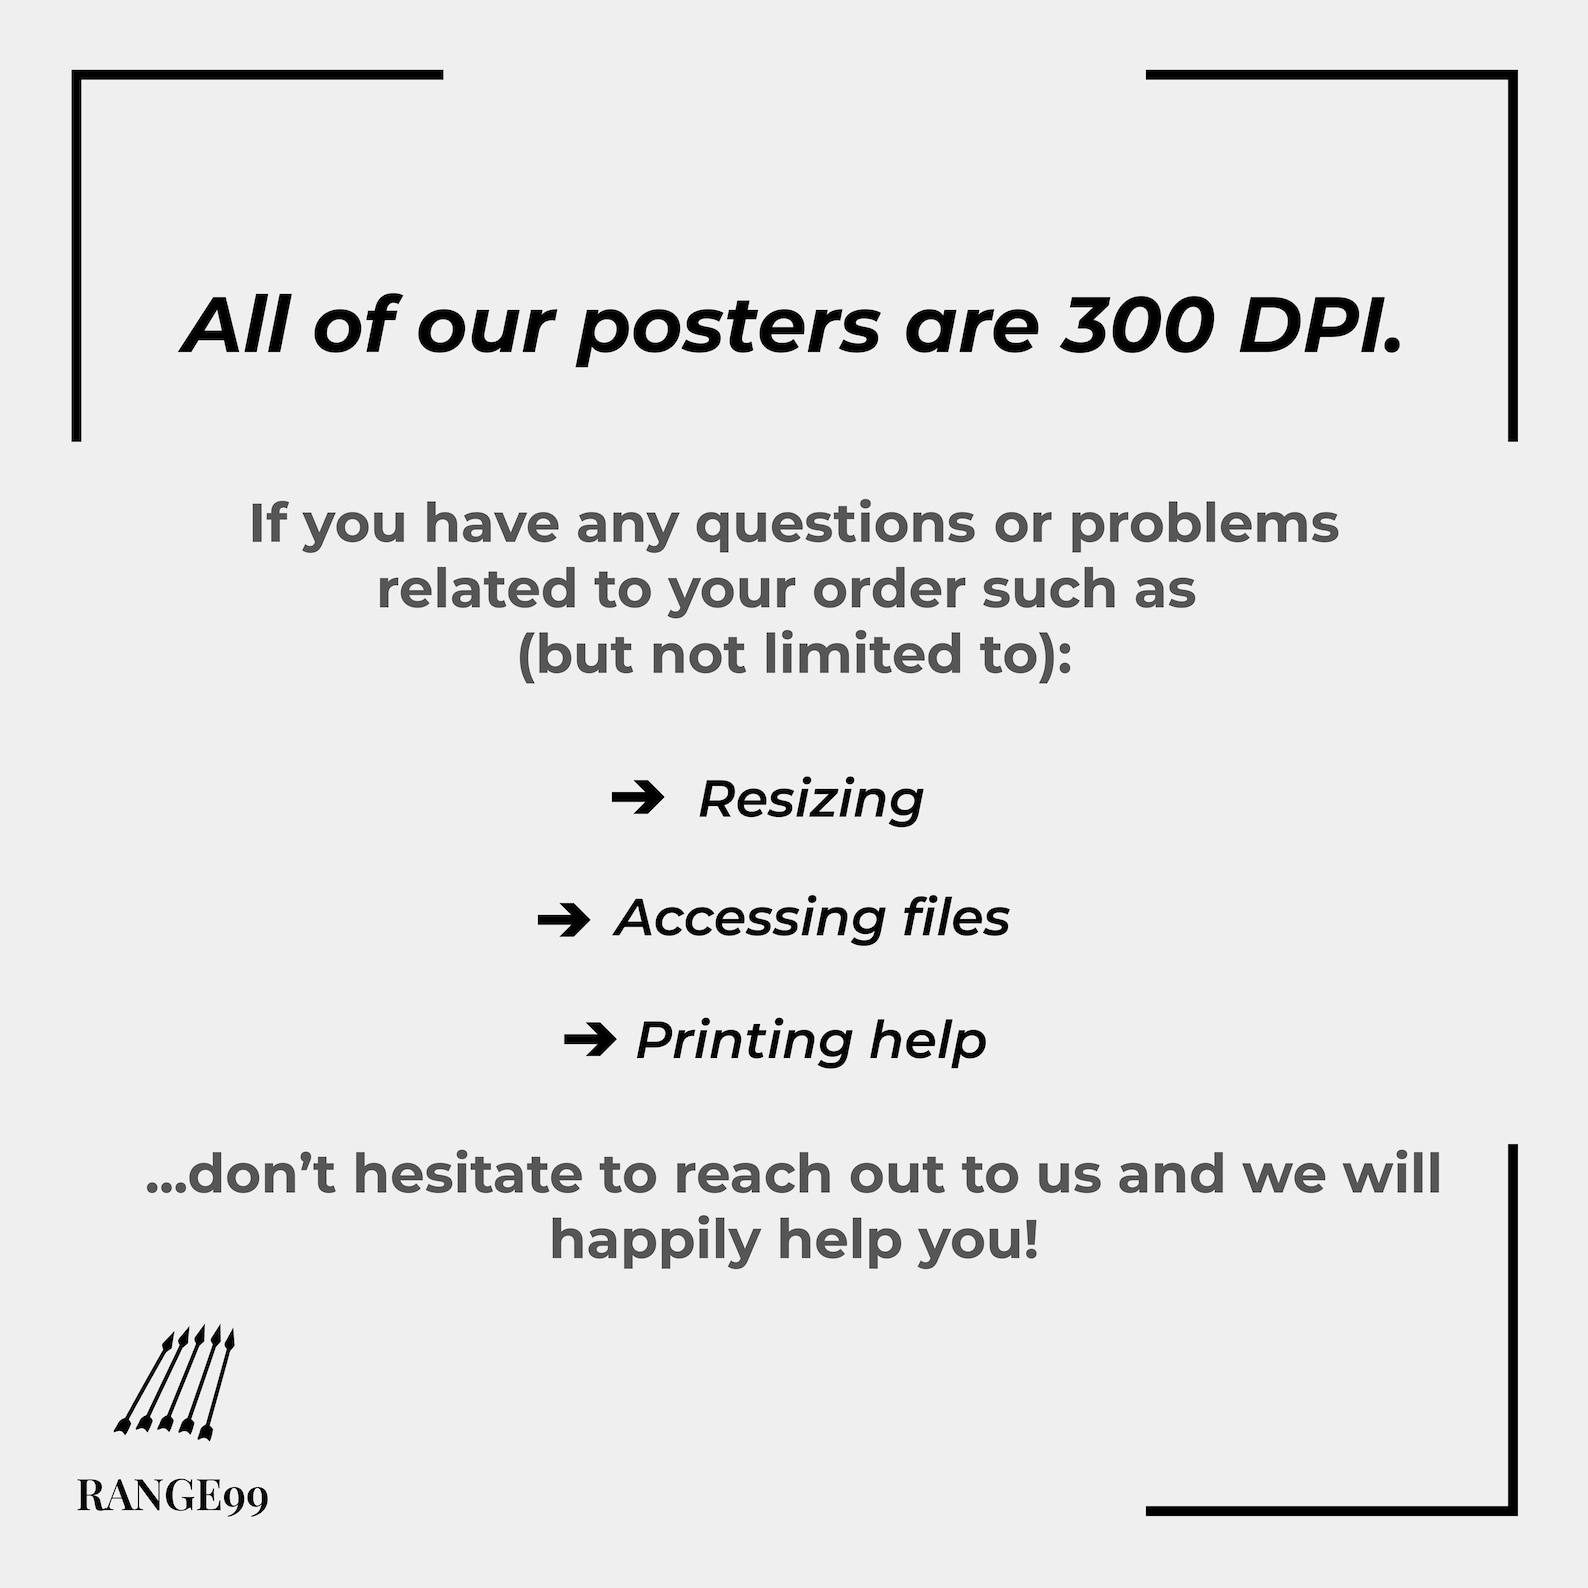 All of our posters are 300 DPI.
If you have any questions or problems
related to your order such as
(but not limited to):
➔ Resizing
➔ Accessing files
➔ Printing help
...don’t hesitate to reach out to us and we will
happily help you!
RANGE99